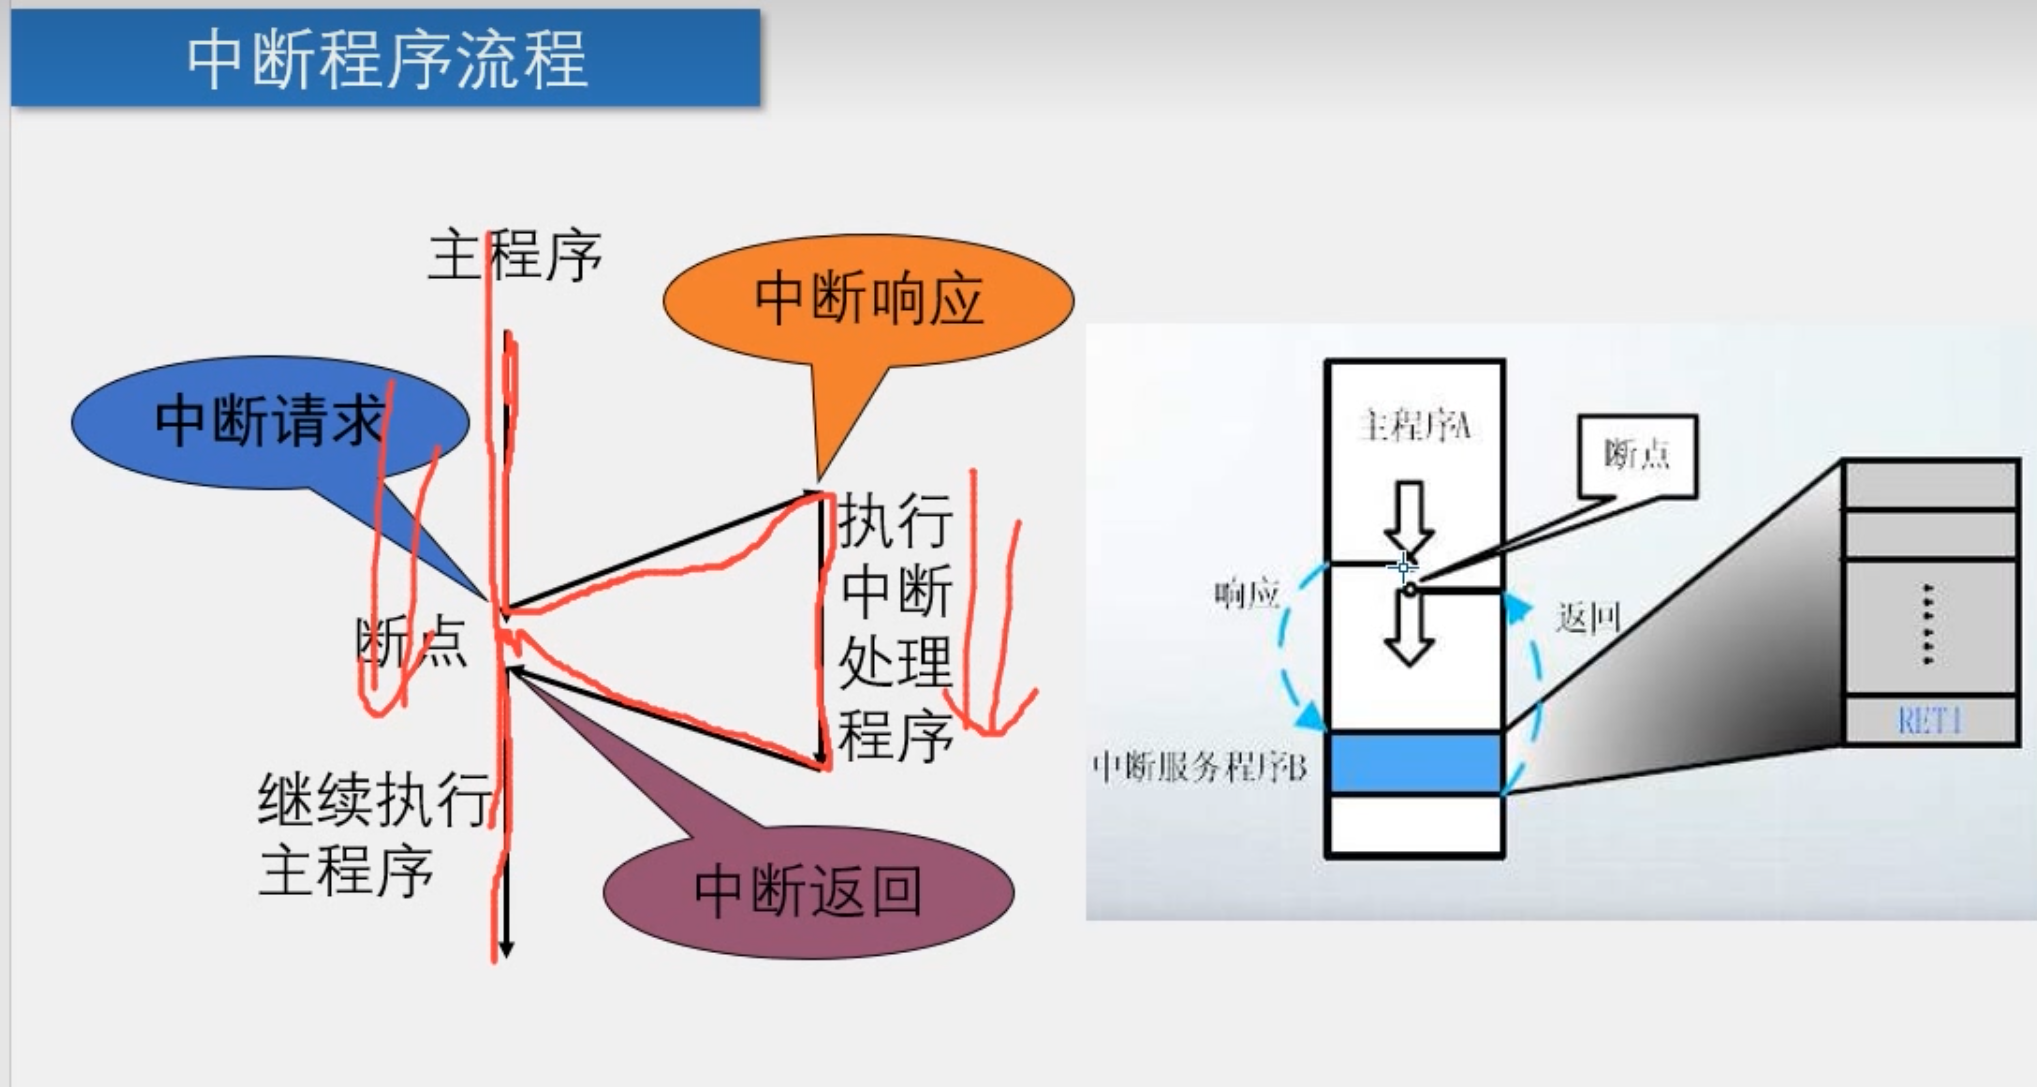 中断程序流程
主程序
中断响应
中断请求
执行
中断
处理
程序
断点
继续执行
主程序
中断返回
主程序A
断点
响应
返回
中断服务程序B
RETI